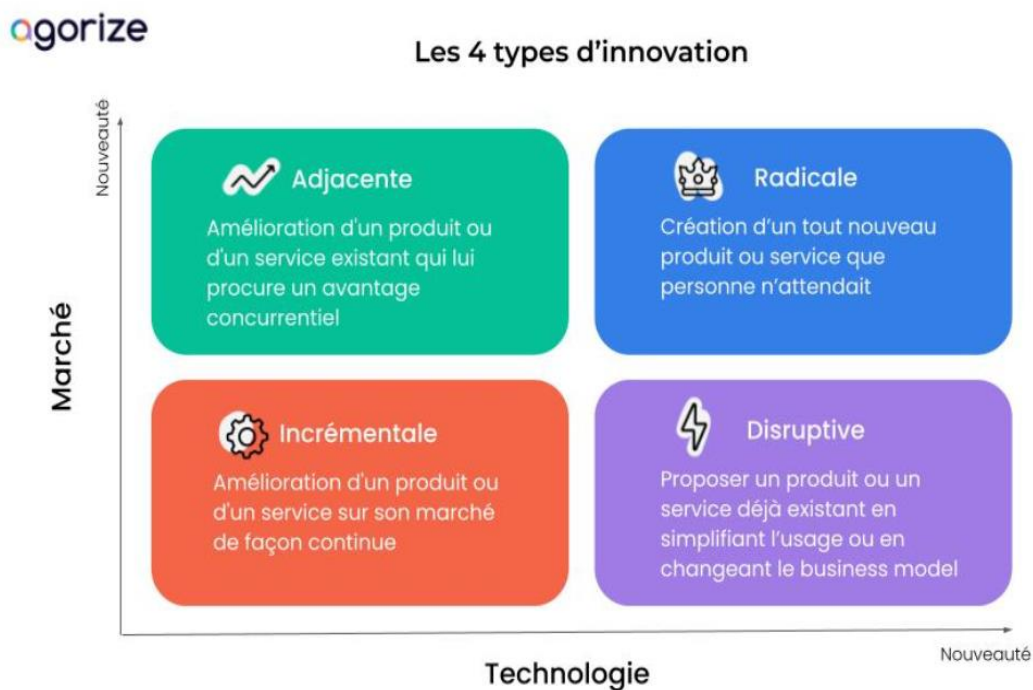 agorize
Les 4 types d'innovation
Nouveauté
Marché
Adjacente
Amélioration d'un produit ou
d'un service existant qui lui
procure un avantage
concurrentiel
Radicale
Création d’un tout nouveau
produit ou service que
personne n’attendait
Incrémentale
Amélioration d'un produit ou
d'un service sur son marché
de façon continue
Disruptive
Proposer un produit ou un
service déjà existant en
simplifiant l’usage ou en
changeant le business model
Nouveauté
Technologie